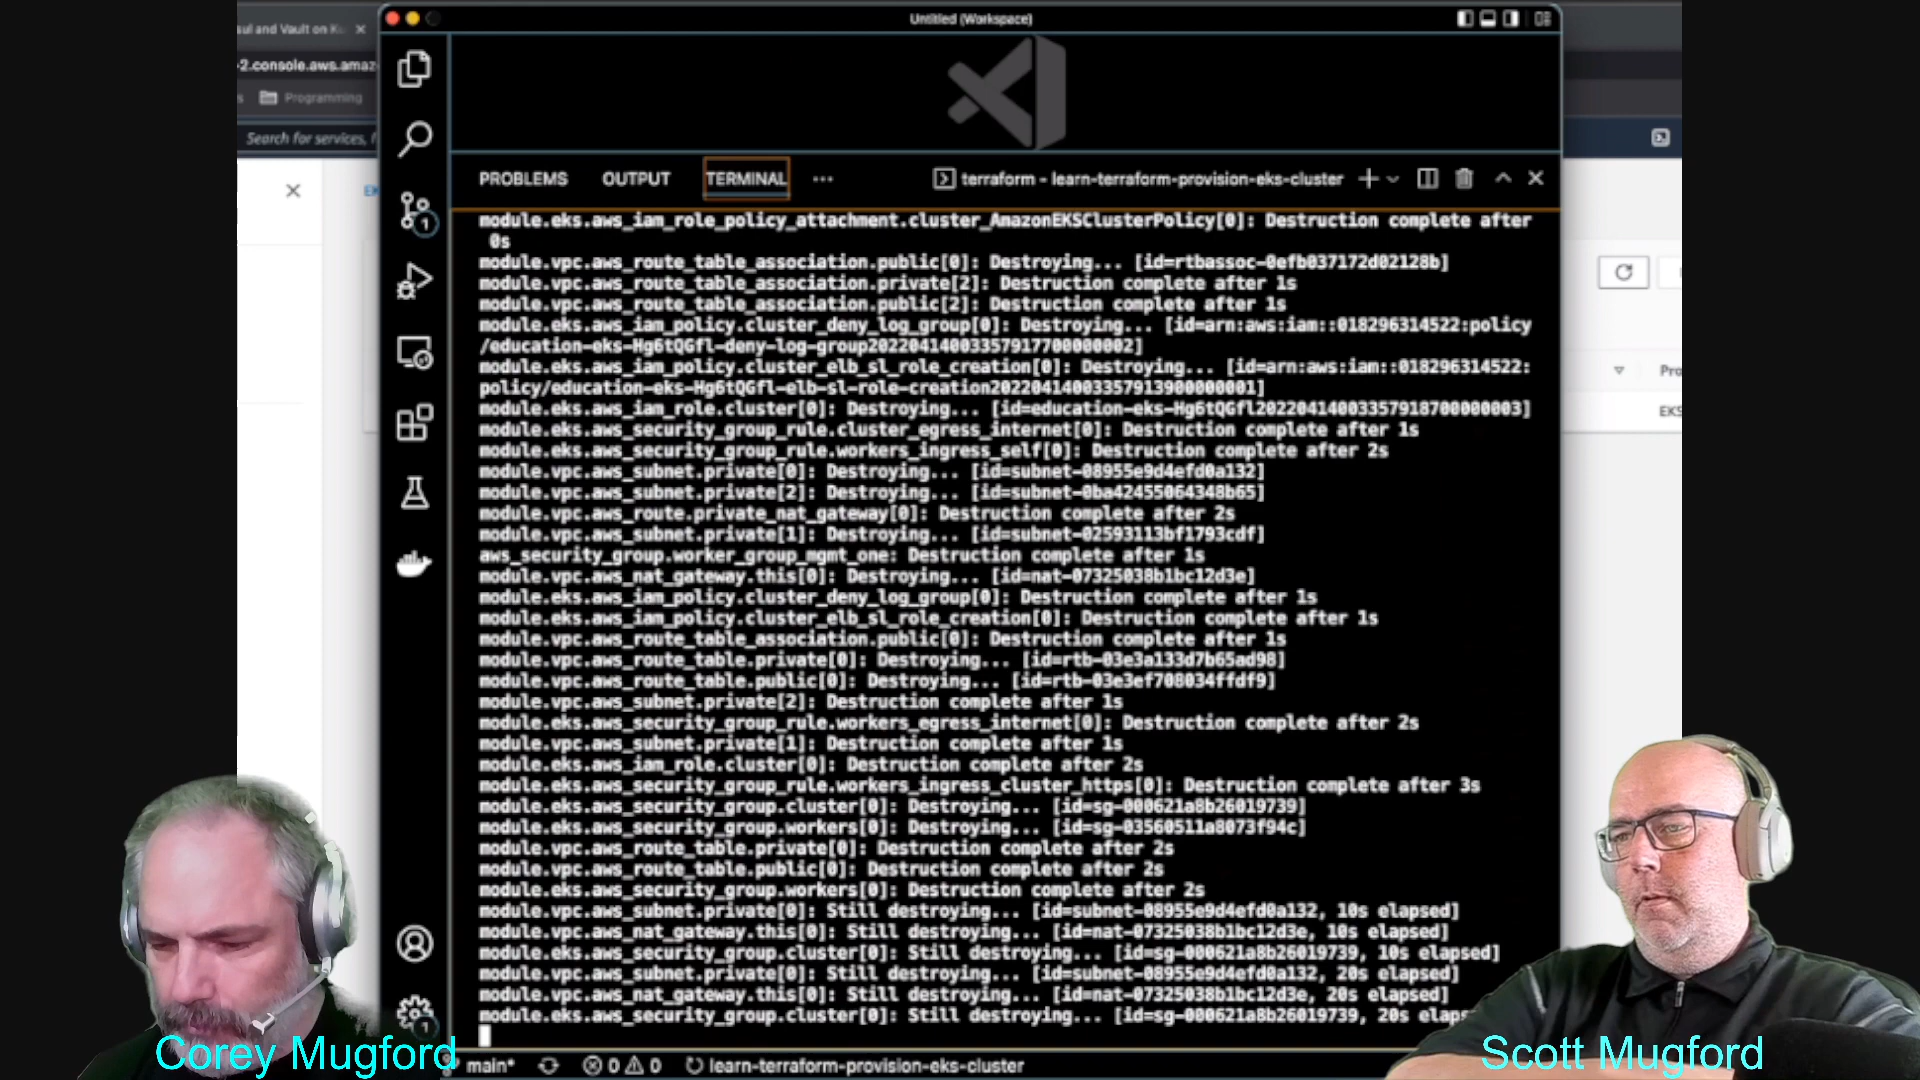 Untitled (Workspace)
sul and Vault on K
-2.console.aws.amaz
Programming
Search for services, f
PROBLEMS OUTPUT TERMINAL ··· terraform - learn-terraform-provision-eks-cluster
module.eks.aws_iam_role_policy_attachment.cluster_AmazonEKSClusterPolicy[0]: Destruction complete after
0s
module.vpc.aws_route_table_association.public[0]: Destroying... [id=rtbassoc-0efb037172d02128b]
module.vpc.aws_route_table_association.private[2]: Destruction complete after 1s
module.vpc.aws_route_table_association.public[2]: Destruction complete after 1s
module.eks.aws_iam_policy.cluster_deny_log_group[0]: Destroying... [id=arn:aws:iam::018296314522:policy
/education-eks-Hg6tQGfl-deny-log-group20220414003357917700000002]
module.eks.aws_iam_policy.cluster_elb_sl_role_creation[0]: Destroying... [id=arn:aws:iam::018296314522:
policy/education-eks-Hg6tQGfl-elb-sl-role-creation20220414003357913900000001]
module.eks.aws_iam_role.cluster[0]: Destroying... [id=education-eks-Hg6tQGfl20220414003357918700000003]
module.eks.aws_security_group_rule.cluster_egress_internet[0]: Destruction complete after 1s
module.eks.aws_security_group_rule.workers_ingress_self[0]: Destruction complete after 2s
module.vpc.aws_subnet.private[0]: Destroying... [id=subnet-08955e9d4efd0a132]
module.vpc.aws_subnet.private[2]: Destroying... [id=subnet-0ba42455064348b65]
module.vpc.aws_route.private_nat_gateway[0]: Destruction complete after 2s
module.vpc.aws_subnet.private[1]: Destroying... [id=subnet-02593113bf1793cdf]
aws_security_group.worker_group_mgmt_one: Destruction complete after 1s
module.vpc.aws_nat_gateway.this[0]: Destroying... [id=nat-07325038b1bc12d3e]
module.eks.aws_iam_policy.cluster_deny_log_group[0]: Destruction complete after 1s
module.eks.aws_iam_policy.cluster_elb_sl_role_creation[0]: Destruction complete after 1s
module.vpc.aws_route_table_association.public[0]: Destruction complete after 1s
module.vpc.aws_route_table.private[0]: Destroying... [id=rtb-03e3a133d7b65ad98]
module.vpc.aws_route_table.public[0]: Destroying... [id=rtb-03e3ef708034ffdf9]
module.vpc.aws_subnet.private[2]: Destruction complete after 1s
module.eks.aws_security_group_rule.workers_egress_internet[0]: Destruction complete after 2s
module.vpc.aws_subnet.private[1]: Destruction complete after 1s
module.eks.aws_iam_role.cluster[0]: Destruction complete after 2s
module.eks.aws_security_group_rule.workers_ingress_cluster_https[0]: Destruction complete after 3s
module.eks.aws_security_group.cluster[0]: Destroying... [id=sg-000621a8b26019739]
module.eks.aws_security_group.workers[0]: Destroying... [id=sg-03560511a8073f94c]
module.vpc.aws_route_table.private[0]: Destruction complete after 2s
module.vpc.aws_route_table.public[0]: Destruction complete after 2s
module.eks.aws_security_group.workers[0]: Destruction complete after 2s
module.vpc.aws_subnet.private[0]: Still destroying... [id=subnet-08955e9d4efd0a132, 10s elapsed]
module.vpc.aws_nat_gateway.this[0]: Still destroying... [id=nat-07325038b1bc12d3e, 10s elapsed]
module.eks.aws_security_group.cluster[0]: Still destroying... [id=sg-000621a8b26019739, 10s elapsed]
module.vpc.aws_subnet.private[0]: Still destroying... [id=subnet-08955e9d4efd0a132, 20s elapsed]
module.vpc.aws_nat_gateway.this[0]: Still destroying... [id=nat-07325038b1bc12d3e, 20s elapsed]
module.eks.aws_security_group.cluster[0]: Still destroying... [id=sg-000621a8b26019739, 20s elaps
1
1
Pro
EKS
main* 0 0 learn-terraform-provision-eks-cluster
Corey Mugford
Scott Mugford